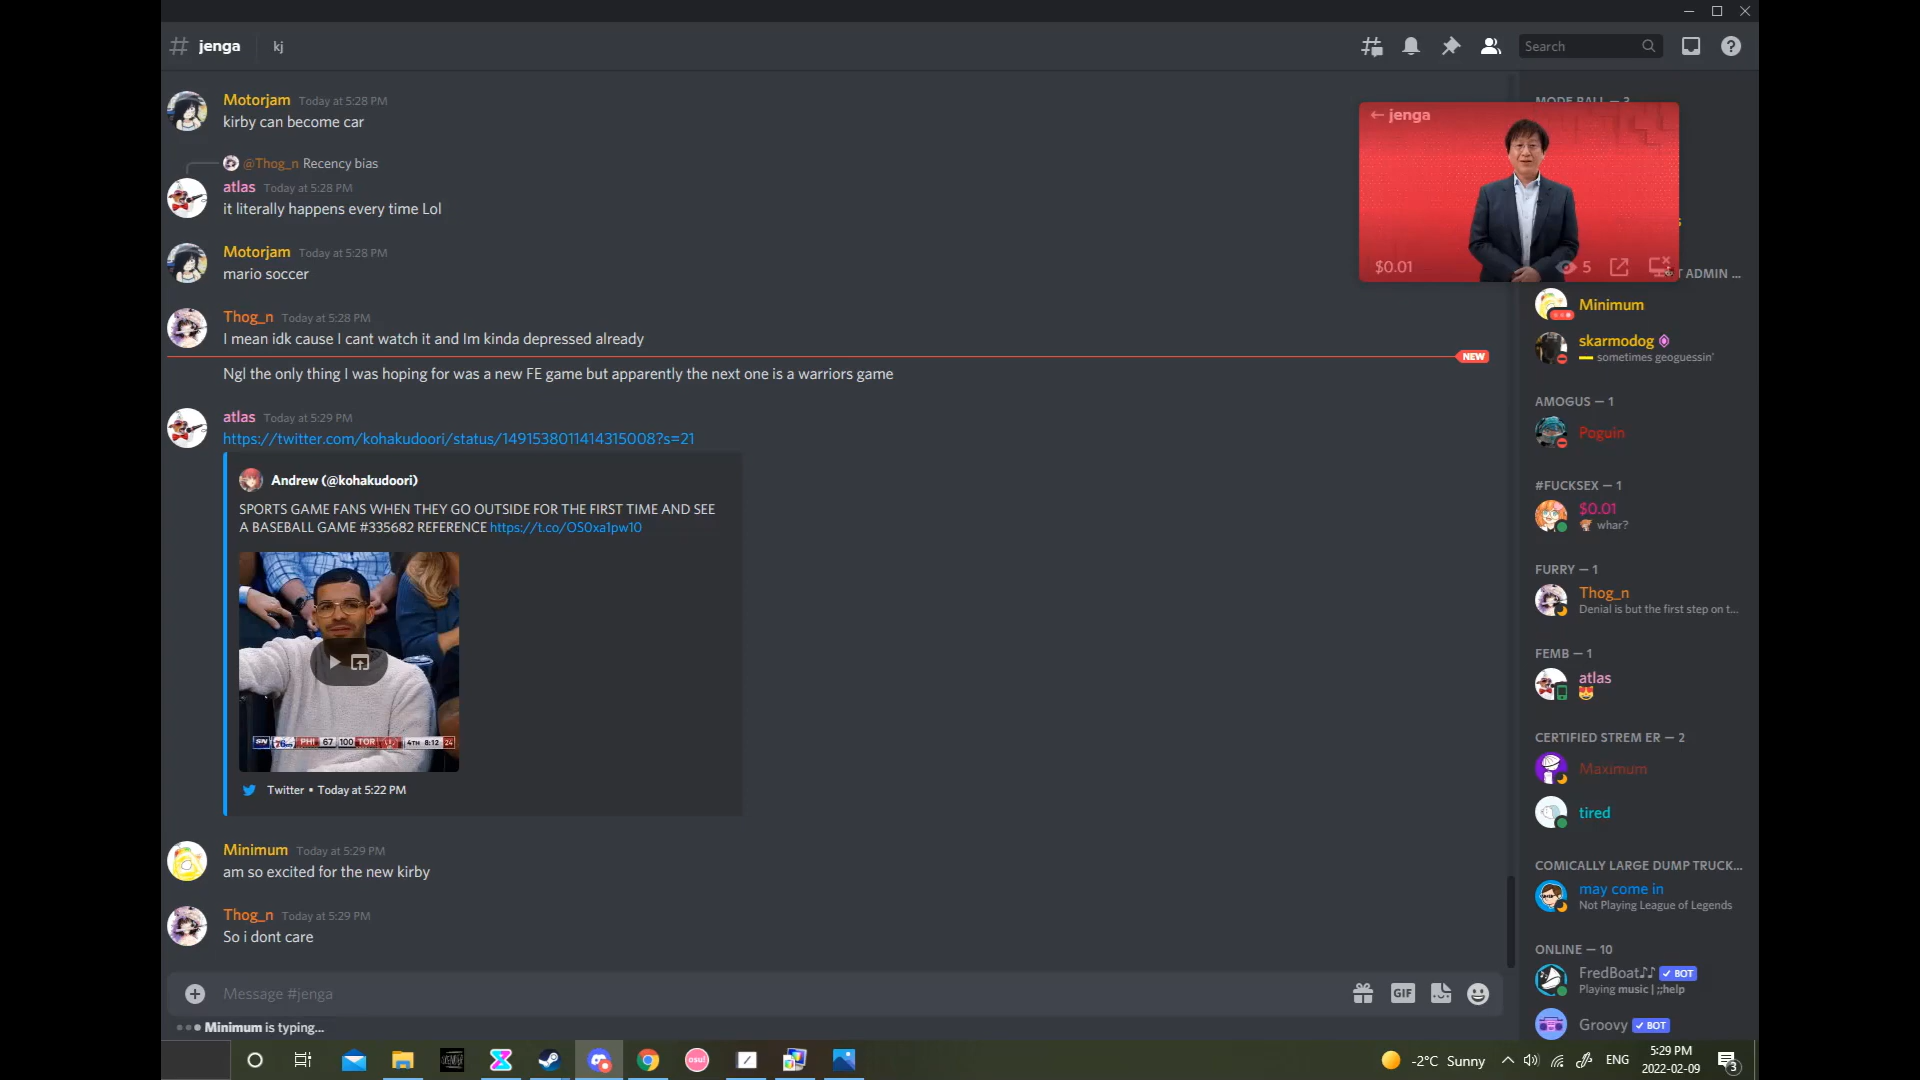 jenga
kj
Search
Motorjam Today at 5:28 PM
kirby can become car
@Thog_n Recency bias
atlas Today at 5:28 PM
it literally happens every time Lol
Motorjam Today at 5:28 PM
mario soccer
Thog_n Today at 5:28 PM
I mean idk cause I cant watch it and Im kinda depressed already
NEW
Ngl the only thing I was hoping for was a new FE game but apparently the next one is a warriors game
atlas Today at 5:29 PM
https://twitter.com/kohakudoori/status/1491538011414315008?s=21
Andrew (@kohakudoori)
SPORTS GAME FANS WHEN THEY GO OUTSIDE FOR THE FIRST TIME AND SEE
A BASEBALL GAME #335682 REFERENCE https://t.co/OS0xa1pw10
SN 76ers PHI 67 100 TOR 4TH 8:12 24
Twitter • Today at 5:22 PM
Minimum Today at 5:29 PM
am so excited for the new kirby
Thog_n Today at 5:29 PM
So i dont care
Message #jenga
GIF
Minimum is typing...
← jenga
$0.01
5
T ADMIN ...
Minimum
skarmodog
sometimes geoguessin'
AMOGUS — 1
Poguin
#FUCKSEX — 1
$0.01
whar?
FURRY — 1
Thog_n
Denial is but the first step on t...
FEMB — 1
atlas
CERTIFIED STREM ER — 2
Maximum
tired
COMICALLY LARGE DUMP TRUCK...
may come in
Not Playing League of Legends
ONLINE — 10
FredBoat♪♪ ✓ BOT
Playing music | ;;help
Groovy ✓ BOT
osu!
-2°C Sunny
ENG
5:29 PM
2022-02-09
3